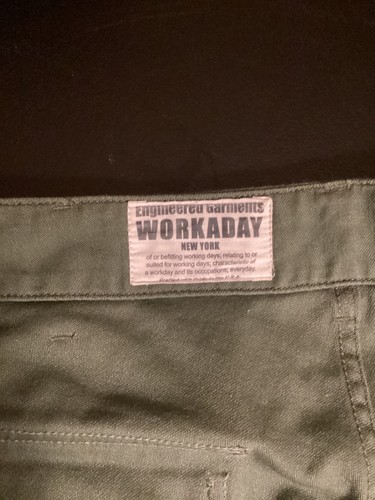 Engineered Garments
WORKADAY
NEW YORK
of or befitting working days; relating to or
suited for working days; characteristic of
a workday and its occupations; everyday.